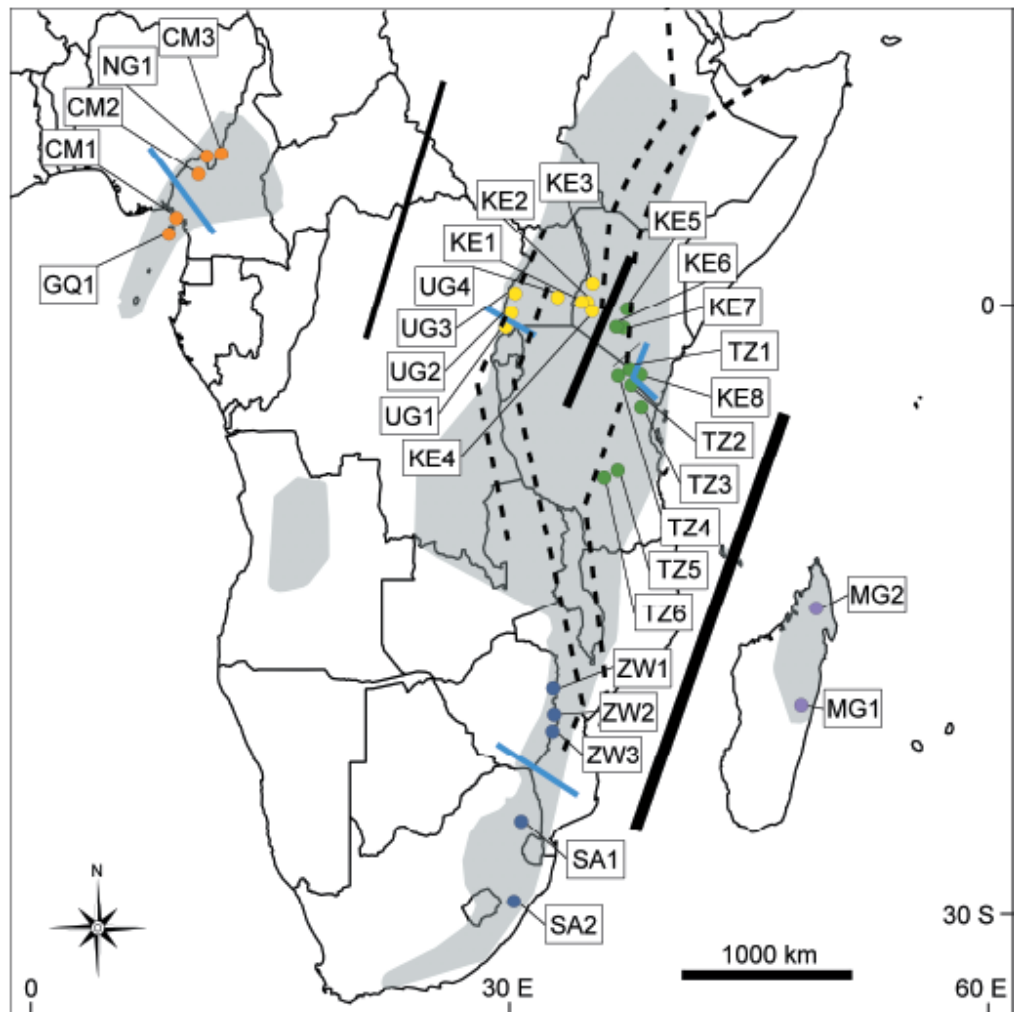 CM3
NG1
CM2
CM1
GQ1
KE3
KE2
KE1
UG4
UG3
UG2
UG1
KE4
KE5
KE6
KE7
TZ1
KE8
TZ2
TZ3
TZ4
TZ5
TZ6
ZW1
ZW2
ZW3
SA1
SA2
MG2
MG1
N
1000 km
0
30 S
0
30 E
60 E